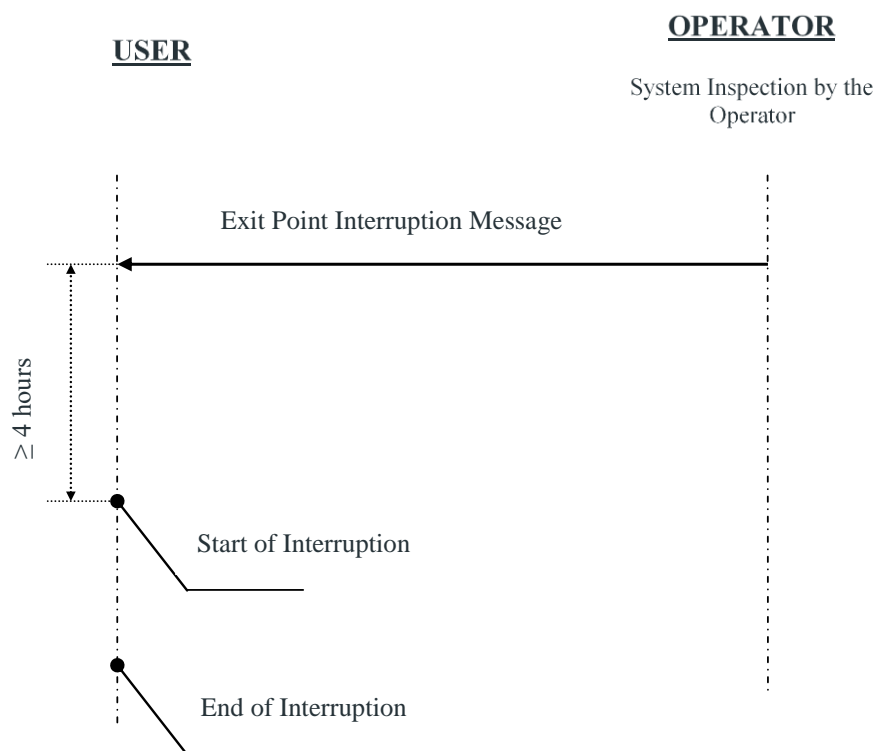 USER
OPERATOR
System Inspection by the
Operator
Exit Point Interruption Message
≥ 4 hours
Start of Interruption
End of Interruption